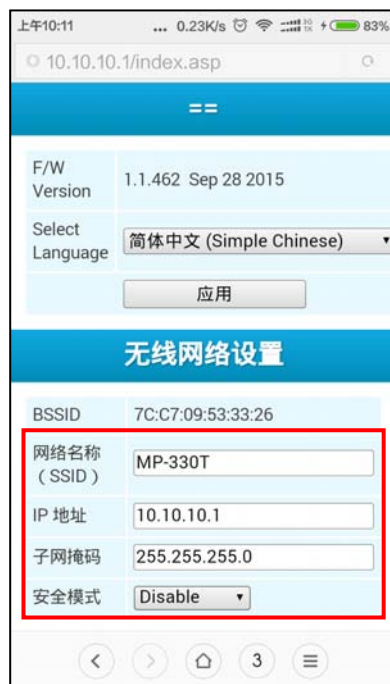 上午10:11 ... 0.23K/s 83%
10.10.10.1/index.asp
==
F/W
Version
1.1.462 Sep 28 2015
Select
Language
简体中文 (Simple Chinese)
应用
无线网络设置
BSSID 7C:C7:09:53:33:26
网络名称
(SSID)
MP-330T
IP 地址 10.10.10.1
子网掩码 255.255.255.0
安全模式 Disable
3